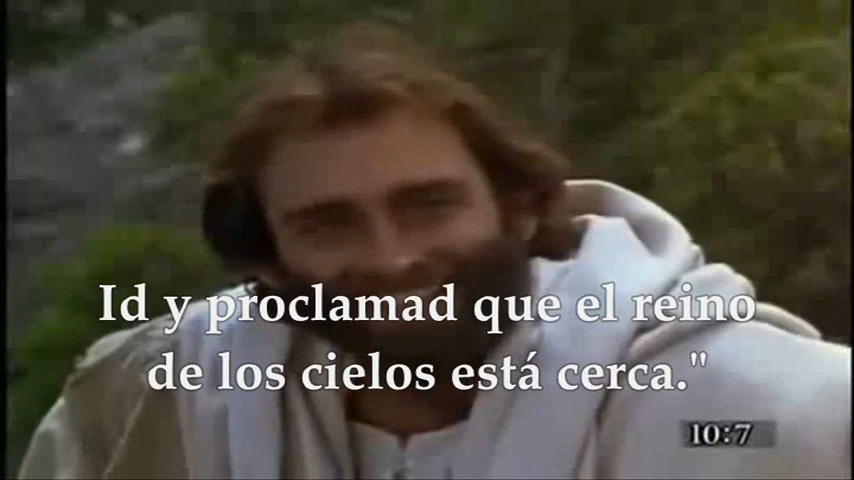 Id y proclamad que el reino
de los cielos está cerca."
10:7